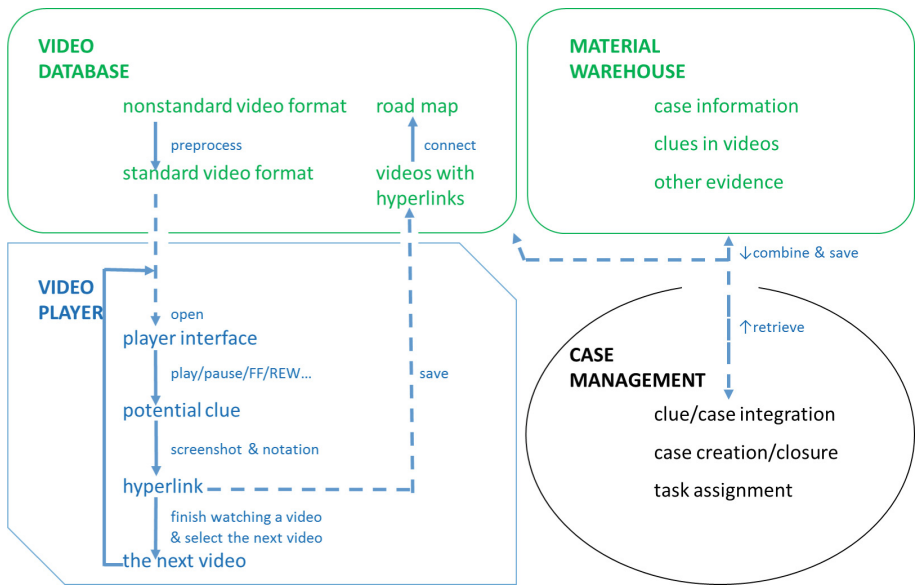 VIDEO
DATABASE
nonstandard video format
preprocess
standard video format
road map
connect
videos with
hyperlinks
MATERIAL
WAREHOUSE
case information
clues in videos
other evidence
VIDEO
PLAYER
open
player interface
play/pause/FF/REW...
potential clue
screenshot & notation
hyperlink
finish watching a video
& select the next video
the next video
save
↓combine & save
↑retrieve
CASE
MANAGEMENT
clue/case integration
case creation/closure
task assignment